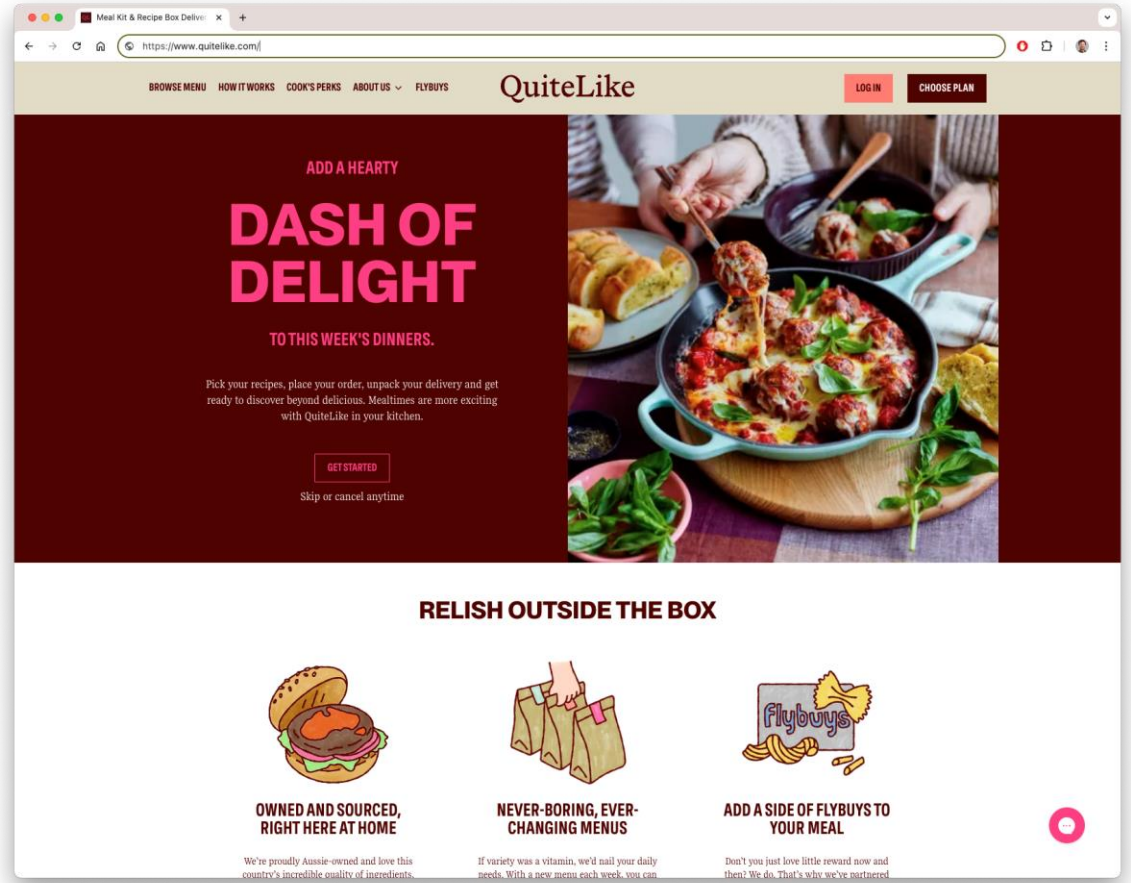 Meal Kit & Recipe Box Deliver
https://www.quitelike.com/
BROWSE MENU HOW IT WORKS COOK'S PERKS ABOUT US FLYBUYS
QuiteLike
LOG IN
CHOOSE PLAN
ADD A HEARTY
DASH OF
DELIGHT
TO THIS WEEK'S DINNERS.
Pick your recipes, place your order, unpack your delivery and get
ready to discover beyond delicious. Mealtimes are more exciting
with QuiteLike in your kitchen.
GET STARTED
Skip or cancel anytime
RELISH OUTSIDE THE BOX
flybuys
OWNED AND SOURCED,
RIGHT HERE AT HOME
We're proudly Aussie-owned and love this
country's incredible quality of ingredients.
NEVER-BORING, EVER-
CHANGING MENUS
If variety was a vitamin, we'd nail your daily
needs. With a new menu each week, you can
ADD A SIDE OF FLYBUYS TO
YOUR MEAL
Don't you just love little reward now and
then? We do. That's why we've partnered